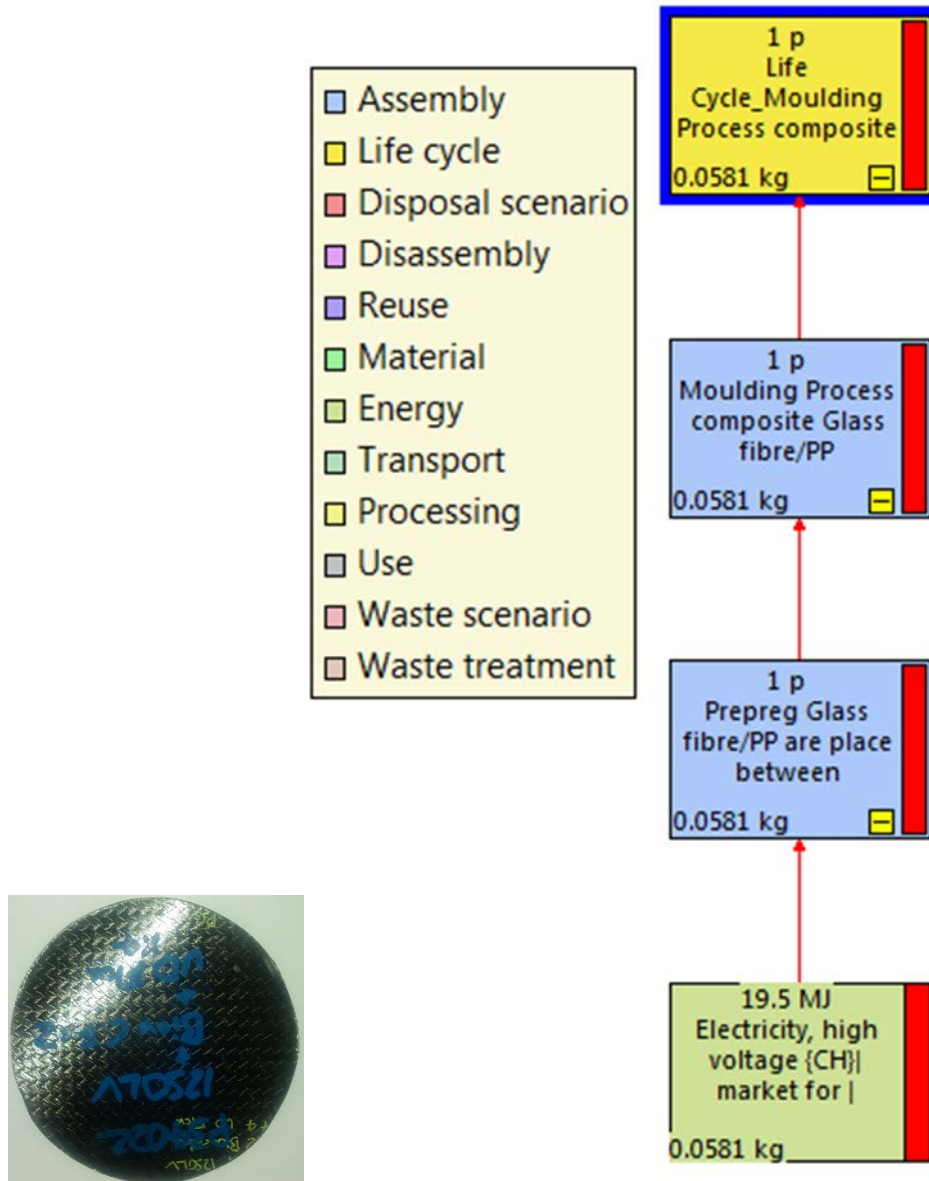 Assembly
Life cycle
Disposal scenario
Disassembly
Reuse
Material
Energy
Transport
Processing
Use
Waste scenario
Waste treatment
1 p
Life
Cycle_Moulding
Process composite
0.0581 kg
1 p
Moulding Process
composite Glass
fibre/PP
0.0581 kg
1 p
Prepreg Glass
fibre/PP are place
between
0.0581 kg
19.5 MJ
Electricity, high
voltage {CH}|
market for |
0.0581 kg
+
+
1250LV